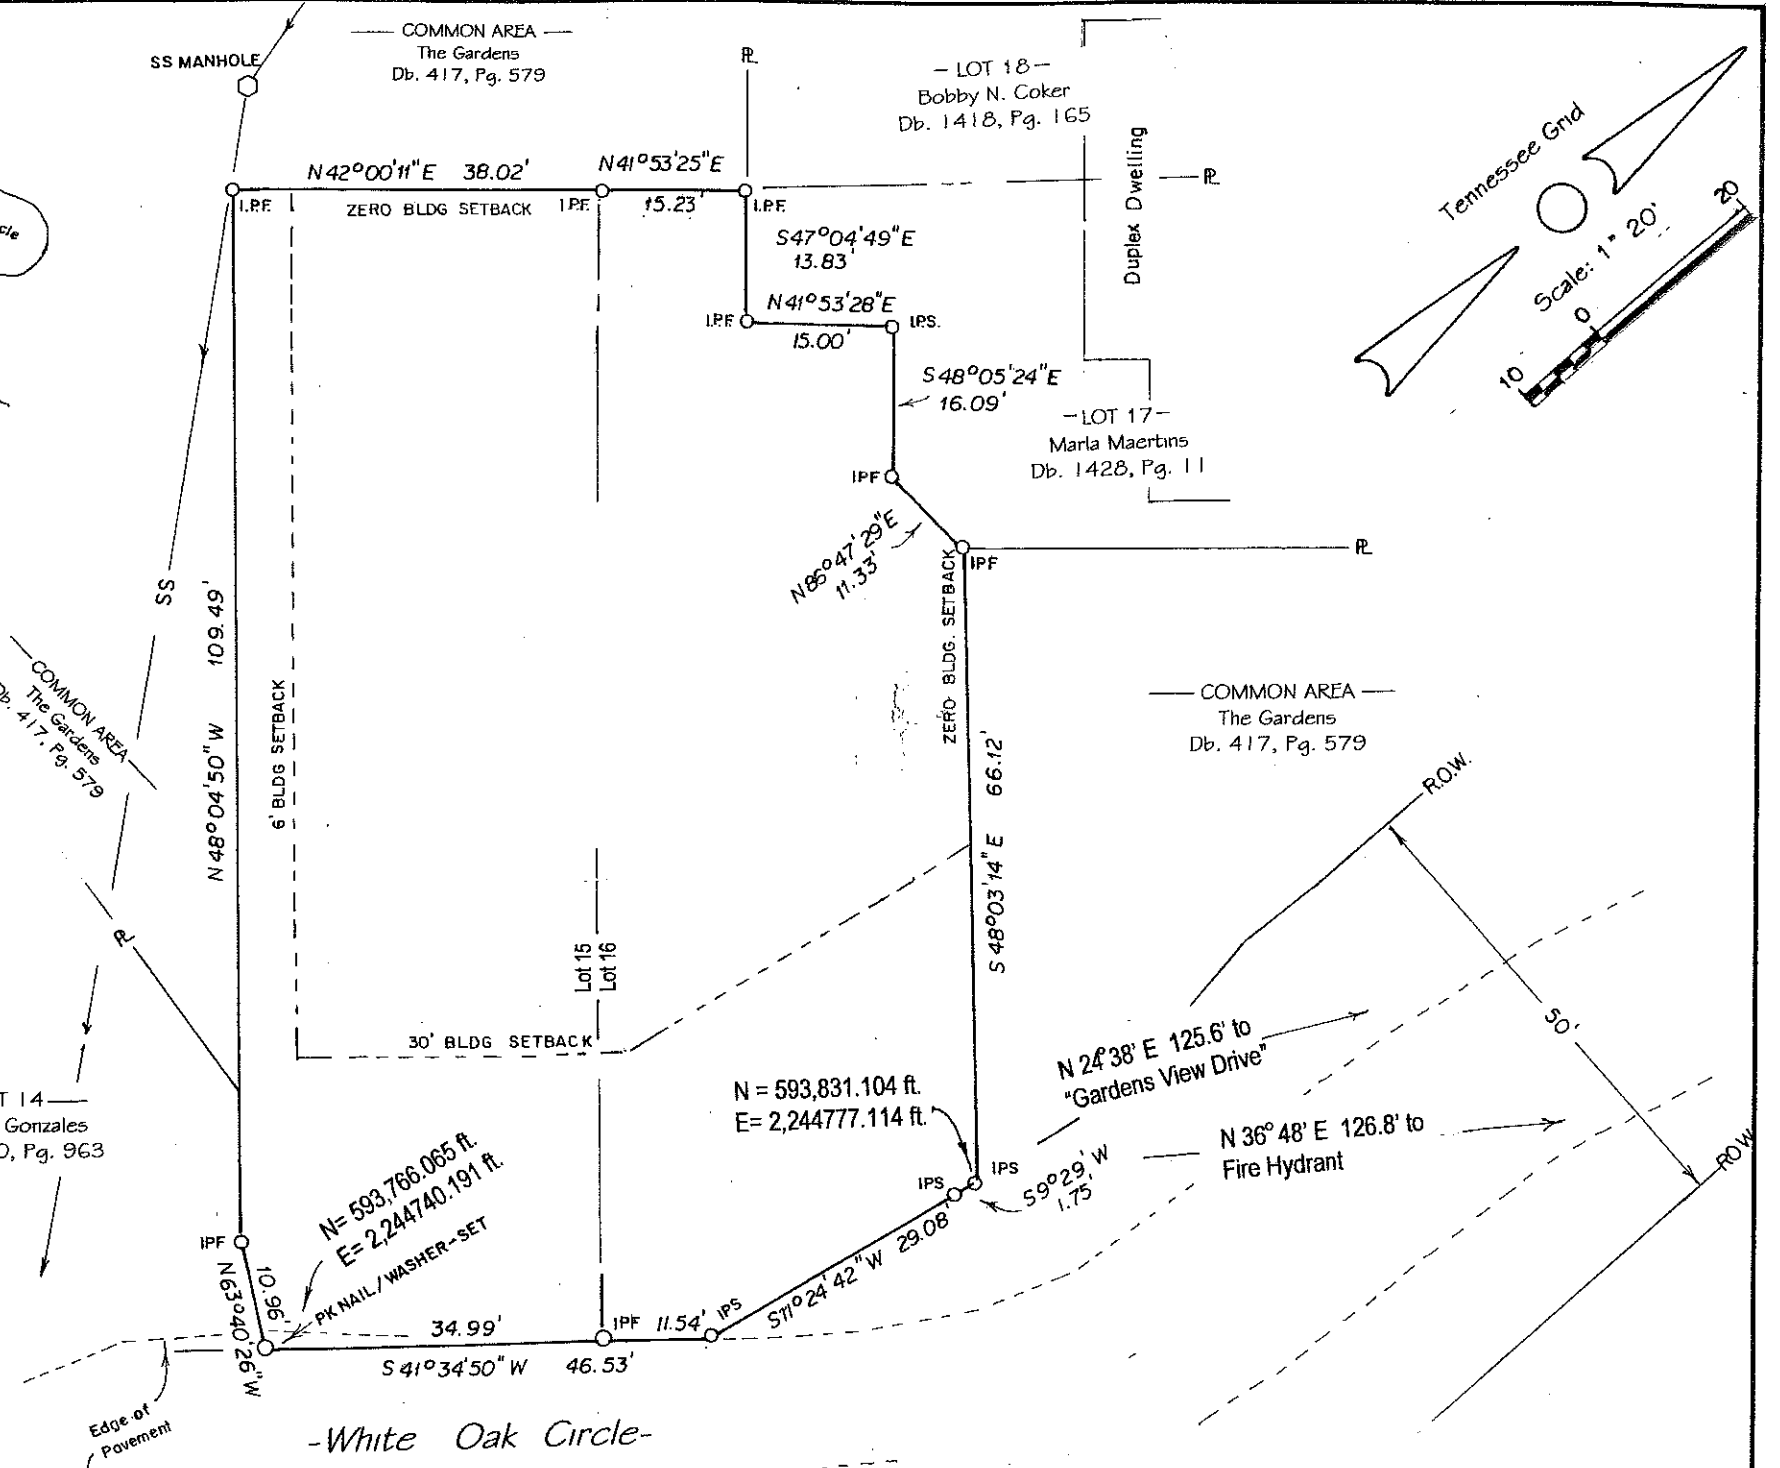 COMMON AREA
The Gardens
Db. 417, Pg. 579
SS MANHOLE
PL
- LOT 18 -
Bobby N. Coker
Db. 1418, Pg. 165
Duplex Dwelling
Tennessee Grid
Scale: 1" 20'
10
0
20
N42°00'11"E 38.02'
N41°53'25"E
15.23'
PL
I.P.F.
ZERO BLDG SETBACK
I.P.F.
I.P.F.
S47°04'49"E
13.83'
N41°53'28"E
15.00'
I.P.F.
I.P.S.
S48°05'24"E
16.09'
- LOT 17 -
Marla Maertins
Db. 1428, Pg. 11
IPF
N86°47'29"E
11.33'
IPF
PL
ZERO BLDG. SETBACK
SS
N48°04'50"W 109.49'
6' BLDG SETBACK
COMMON AREA
The Gardens
Db. 417, Pg. 579
COMMON AREA
The Gardens
Db. 417, Pg. 579
S48°03'14"E 66.12'
R.O.W.
PL
Lot 15
Lot 16
30' BLDG SETBACK
50'
N 24°38' E 125.6' to
"Gardens View Drive"
N = 593,831.104 ft.
E= 2,244777.114 ft.
N 36° 48' E 126.8' to
Fire Hydrant
R.O.W.
T 14
Gonzales
Pg. 963
IPS
IPS
S9°29' W
1.75'
N= 593,766.065 ft.
E= 2,244740.191 ft.
PK NAIL/WASHER-SET
IPF
10.96'
N63°40'26"W
34.99'
IPF
11.54'
IPS
S71°24'42"W 29.08'
S41°34'50"W 46.53'
Edge of
Pavement
-White Oak Circle-